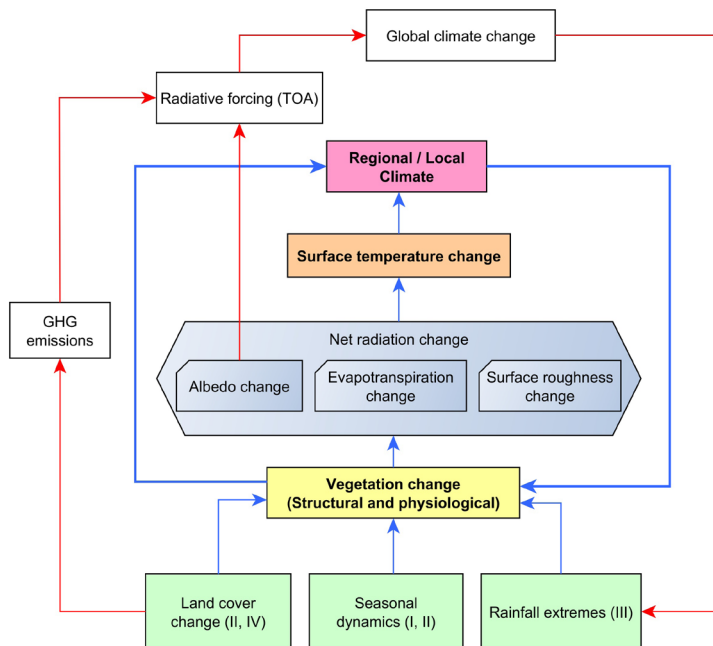 Global climate change
Radiative forcing (TOA)
Regional / Local
Climate
Surface temperature change
GHG
emissions
Net radiation change
Albedo change
Evapotranspiration
change
Surface roughness
change
Vegetation change
(Structural and physiological)
Land cover
change (II, IV)
Seasonal
dynamics (I, II)
Rainfall extremes (III)